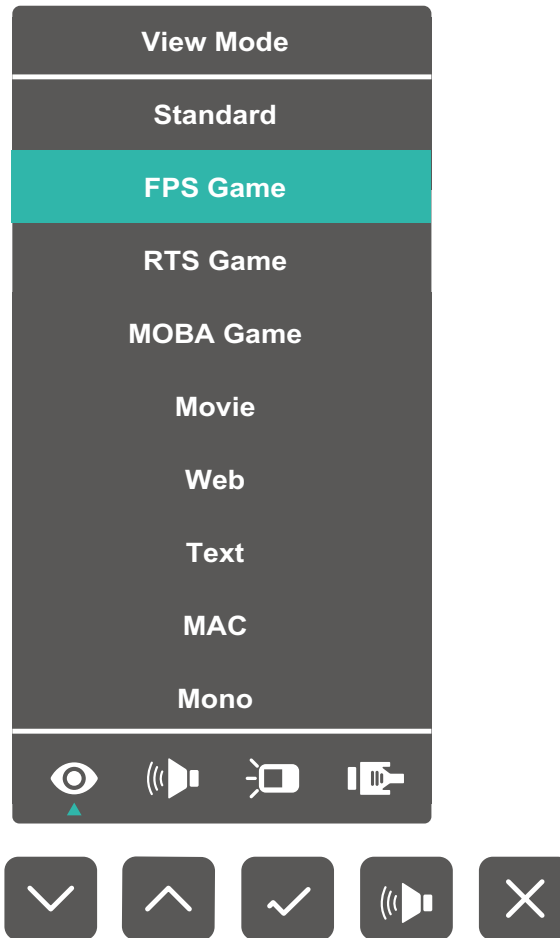 View Mode
Standard
FPS Game
RTS Game
MOBA Game
Movie
Web
Text
MAC
Mono